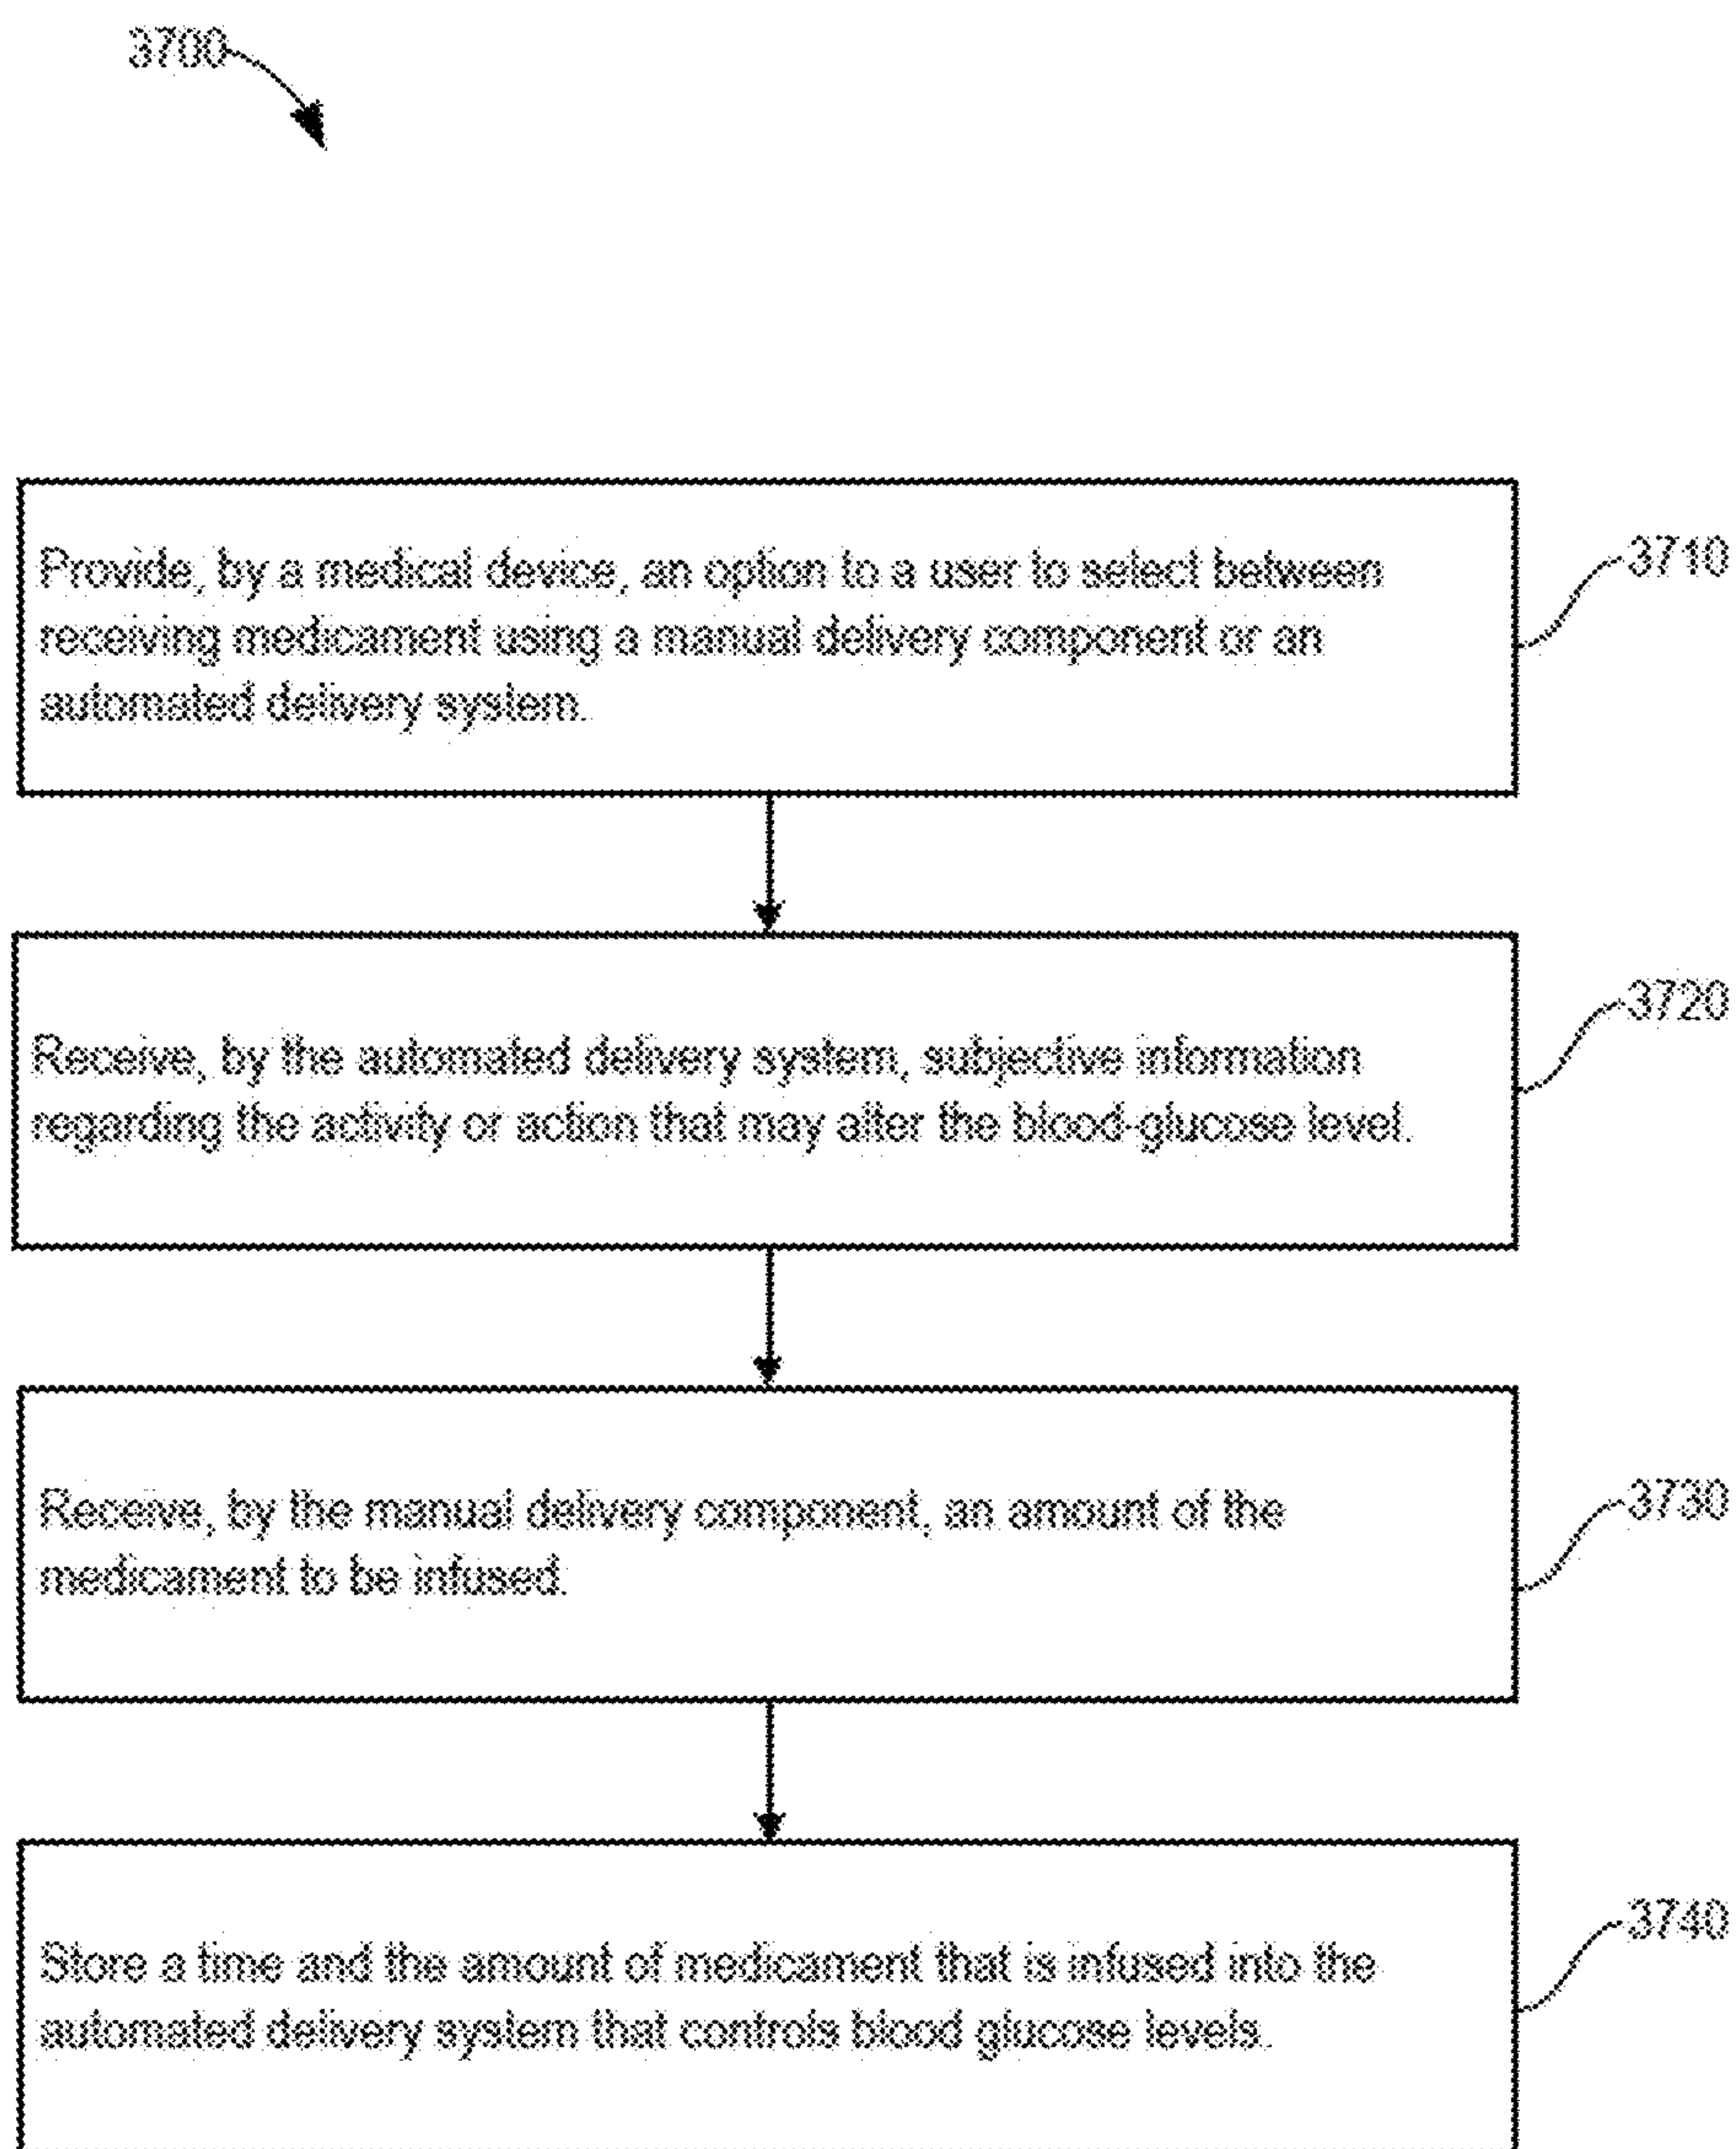 3700
Provide, by a medical device, an option to a user to select between
receiving medicament using a manual delivery component or an
automated delivery system.
3710
Receive, by the automated delivery system, subjective information
regarding the activity or action that may alter the blood-glucose level.
3720
Receive, by the manual delivery component, an amount of the
medicament to be infused.
3730
Store a time and the amount of medicament that is infused into the
automated delivery system that controls blood glucose levels.
3740